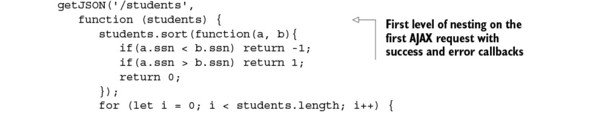 getJSON('/students',
function (students) {
students.sort(function(a, b){
if(a.ssn < b.ssn) return -1;
if(a.ssn > b.ssn) return 1;
return 0;
});
for (let i = 0; i < students.length; i++) {
First level of nesting on the
first AJAX request with
success and error callbacks